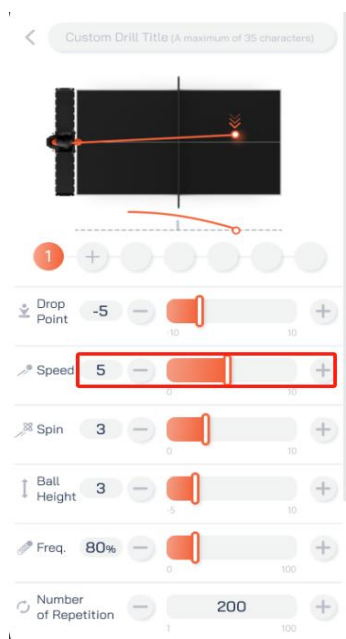 Custom Drill Title (A maximum of 35 characters)
1 +
Drop Point -5 — +
-10 10
Speed 5 — +
0 10
Spin 3 — +
0 10
Ball Height 3 — +
-5 10
Freq. 80% — +
0 100
Number of Repetition — 200 +
1 100